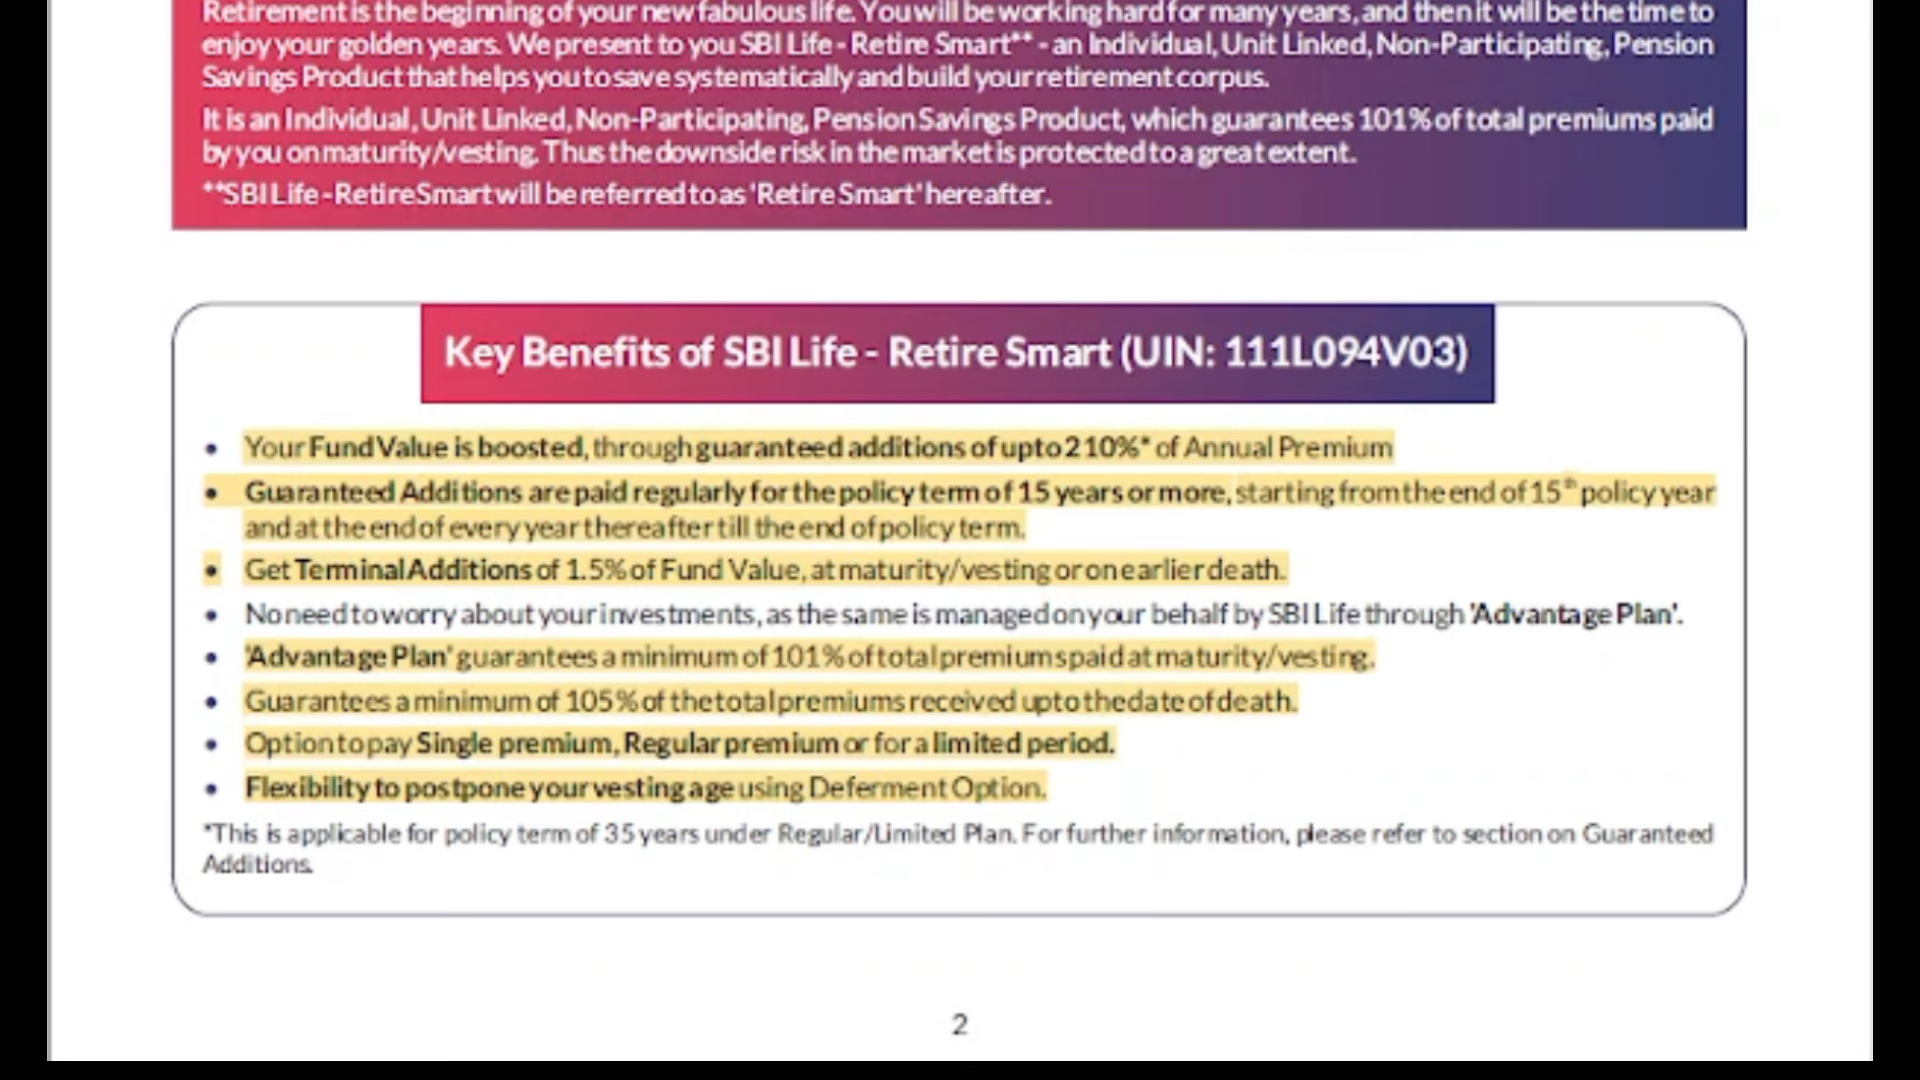 Retirement is the beginning of your new fabulous life. You will be working hard for many years, and then it will be the time to
enjoy your golden years. We present to you SBI Life - Retire Smart** - an Individual, Unit Linked, Non-Participating, Pension
Savings Product that helps you to save systematically and build your retirement corpus.
It is an Individual, Unit Linked, Non-Participating, Pension Savings Product, which guarantees 101% of total premiums paid
by you on maturity/vesting. Thus the downside risk in the market is protected to a great extent.
**SBI Life - Retire Smart will be referred to as 'Retire Smart' hereafter.
Key Benefits of SBI Life - Retire Smart (UIN: 111L094V03)
• Your Fund Value is boosted, through guaranteed additions of upto 210%* of Annual Premium
• Guaranteed Additions are paid regularly for the policy term of 15 years or more, starting from the end of 15th policy year
and at the end of every year thereafter till the end of policy term.
• Get Terminal Additions of 1.5% of Fund Value, at maturity/vesting or on earlier death.
• No need to worry about your investments, as the same is managed on your behalf by SBI Life through 'Advantage Plan'.
• 'Advantage Plan' guarantees a minimum of 101% of total premiums paid at maturity/vesting.
• Guarantees a minimum of 105% of the total premiums received upto the date of death.
• Option to pay Single premium, Regular premium or for a limited period.
• Flexibility to postpone your vesting age using Deferment Option.
*This is applicable for policy term of 35 years under Regular/Limited Plan. For further information, please refer to section on Guaranteed
Additions.
2